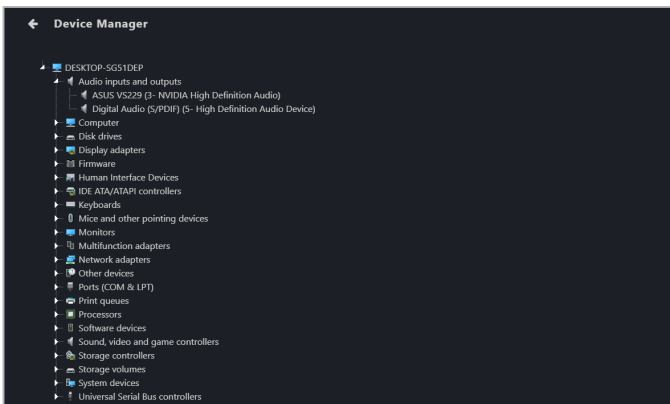 Device Manager
DESKTOP-SG51DEP
Audio inputs and outputs
ASUS VS229 (3- NVIDIA High Definition Audio)
Digital Audio (S/PDIF) (5- High Definition Audio Device)
Computer
Disk drives
Display adapters
Firmware
Human Interface Devices
IDE ATA/ATAPI controllers
Keyboards
Mice and other pointing devices
Monitors
Multifunction adapters
Network adapters
Other devices
Ports (COM & LPT)
Print queues
Processors
Software devices
Sound, video and game controllers
Storage controllers
Storage volumes
System devices
Universal Serial Bus controllers